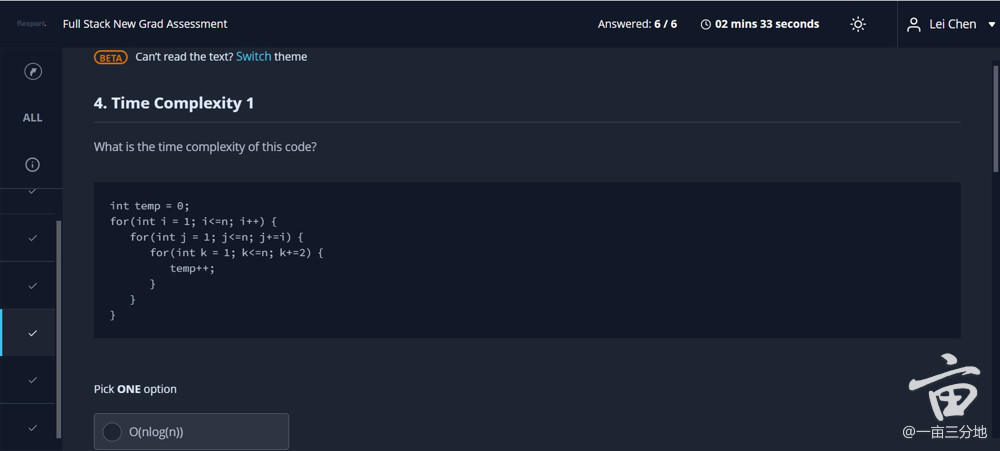 flexport.
Full Stack New Grad Assessment
Answered: 6 / 6
02 mins 33 seconds
Lei Chen
BETA Can't read the text? Switch theme
ALL
4. Time Complexity 1
What is the time complexity of this code?
int temp = 0;
for(int i = 1; i<=n; i++) {
for(int j = 1; j<=n; j+=i) {
for(int k = 1; k<=n; k+=2) {
temp++;
}
}
}
Pick ONE option
O(nlog(n))
亩
@一亩三分地